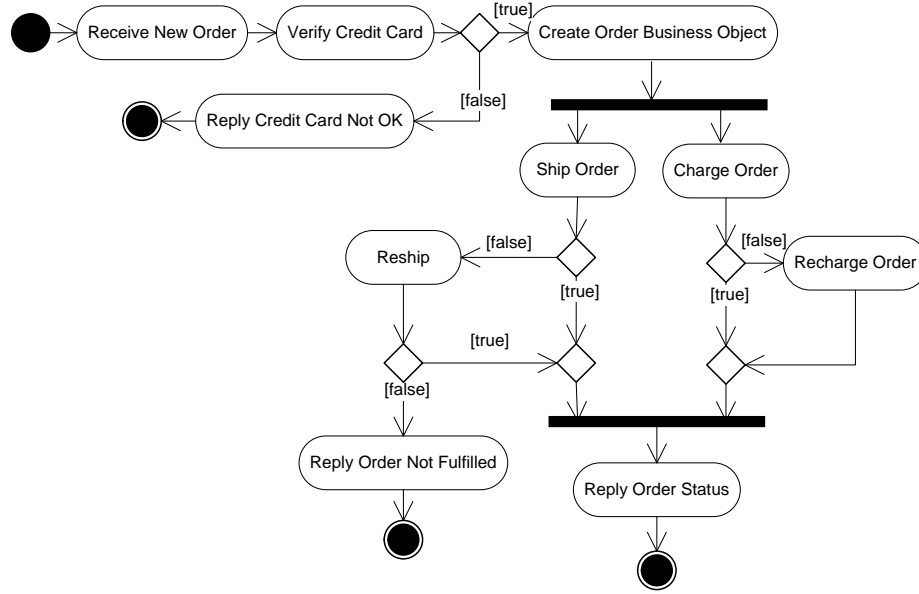 [true]
Receive New Order
Verify Credit Card
Create Order Business Object
[false]
Reply Credit Card Not OK
Ship Order
Charge Order
[false]
[false]
Reship
Recharge Order
[true]
[true]
[true]
[false]
Reply Order Not Fulfilled
Reply Order Status